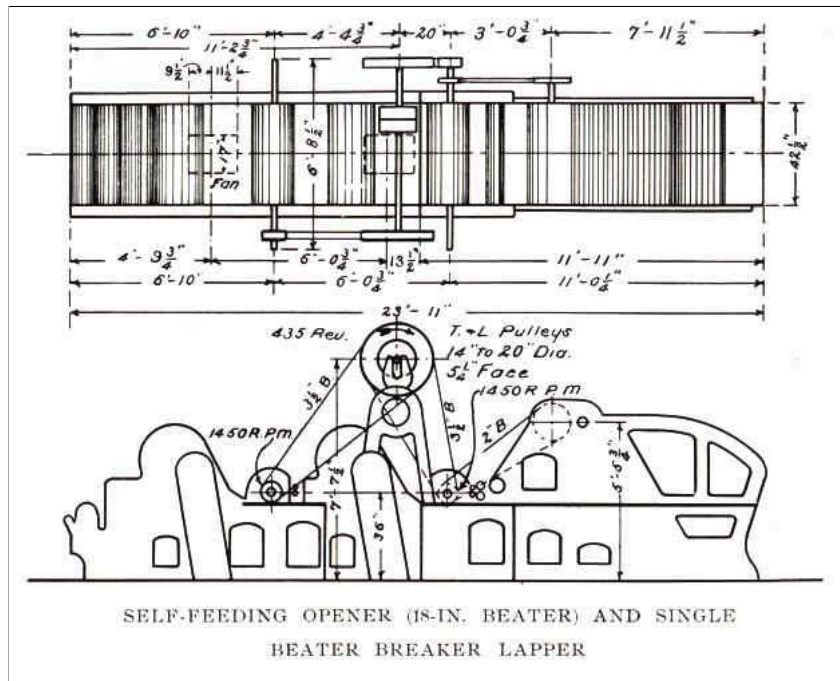 6'-10" 4'-4 3/4" 20" 3'-0 3/4" 7'-11 1/2"
11'-2 3/4"
9 1/2" 11 1/2"
6'-8 1/2"
17"
Fan
42 1/2"
4'-9 3/4" 6'-0 3/4" 13 1/2" 11'-11"
6'-10" 6'-0 3/4" 11'-0 1/4"
23'-11"
435 Rev.
T. & L Pulleys
14" To 20" Dia.
5 1/4" Face
1450 R.P.M
1450 R.P.M
3 1/2" B
3 1/2" B
2" B
7'-7 1/2"
36"
5'-5 3/4"
SELF-FEEDING OPENER (18-IN. BEATER) AND SINGLE
BEATER BREAKER LAPPER